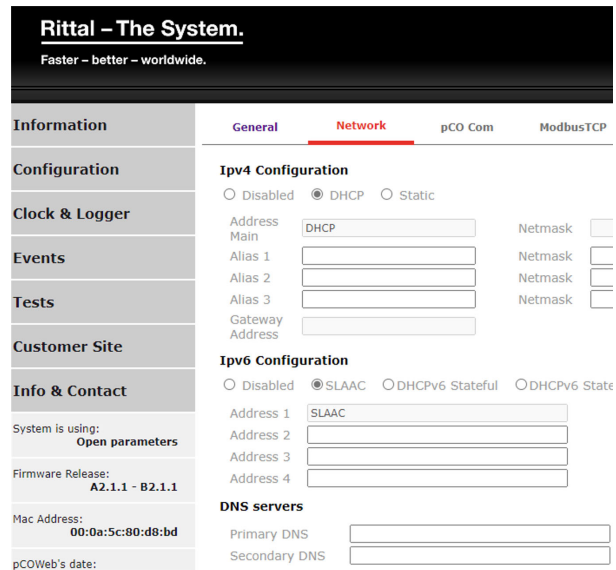 Rittal – The System.
Faster – better – worldwide.
Information
Configuration
Clock & Logger
Events
Tests
Customer Site
Info & Contact
System is using:
Open parameters
Firmware Release:
A2.1.1 - B2.1.1
Mac Address:
00:0a:5c:80:d8:bd
pCOWeb's date:
General Network pCO Com ModbusTCP
Ipv4 Configuration
Disabled DHCP Static
Address Main DHCP Netmask
Alias 1 Netmask
Alias 2 Netmask
Alias 3 Netmask
Gateway Address
Ipv6 Configuration
Disabled SLAAC DHCPv6 Stateful DHCPv6 State
Address 1 SLAAC
Address 2
Address 3
Address 4
DNS servers
Primary DNS
Secondary DNS